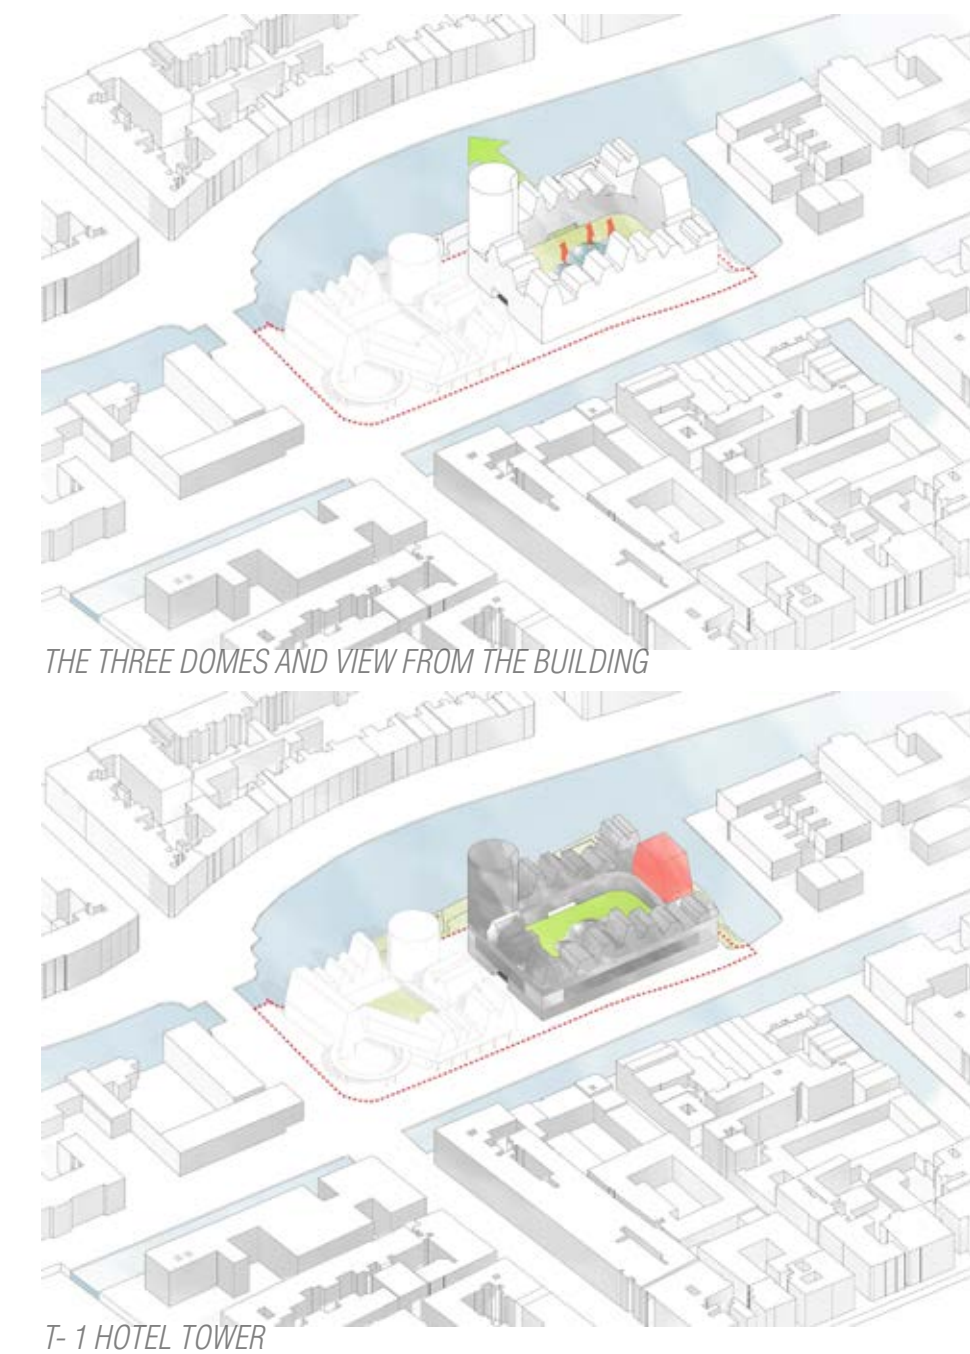 THE THREE DOMES AND VIEW FROM THE BUILDING
T- 1 HOTEL TOWER